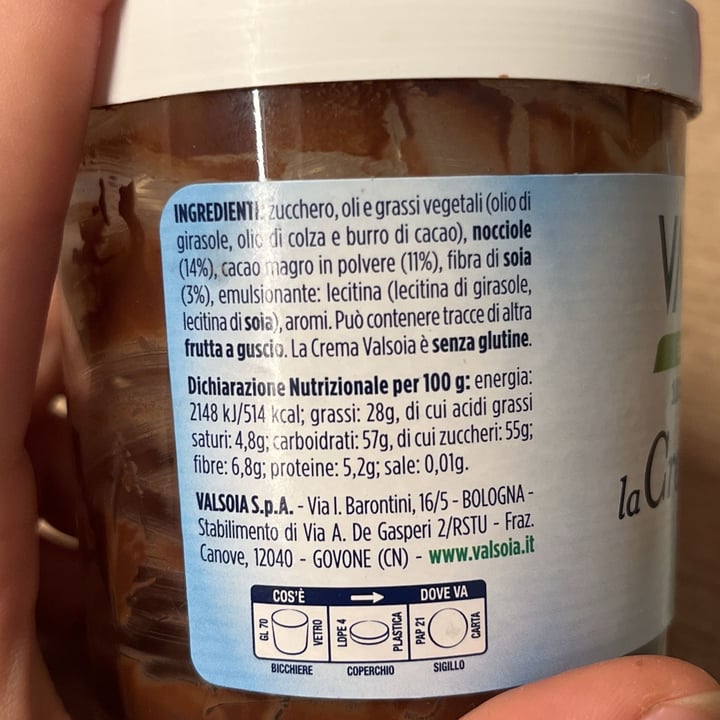 INGREDIENTI: zucchero, oli e grassi vegetali (olio di
girasole, olio di colza e burro di cacao), nocciole
(14%), cacao magro in polvere (11%), fibra di soia
(3%), emulsionante: lecitina (lecitina di girasole,
lecitina di soia), aromi. Può contenere tracce di altra
frutta a guscio. La Crema Valsoia è senza glutine.
Dichiarazione Nutrizionale per 100 g: energia:
2148 kJ/514 kcal; grassi: 28g, di cui acidi grassi
saturi: 4,8g; carboidrati: 57g, di cui zuccheri: 55g;
fibre: 6,8g; proteine: 5,2g; sale: 0,01g.
VALSOIA S.p.A. - Via I. Barontini, 16/5 - BOLOGNA -
Stabilimento di Via A. De Gasperi 2/RSTU - Fraz.
Canove, 12040 - GOVONE (CN) - www.valsoia.it
COS'È DOVE VA
GL 70 VETRO LDPE 4 PLASTICA PAP 21 CARTA
BICCHIERE COPERCHIO SIGILLO
la